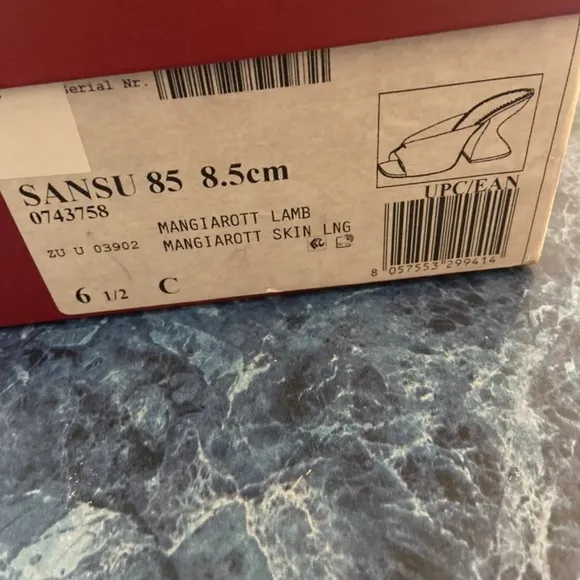 Serial Nr.
SANSU 85 8.5cm
0743758
MANGIAROTT LAMB
ZU U 03902 MANGIAROTT SKIN LNG
6 1/2 C
UPC/EAN
8 057553 299414